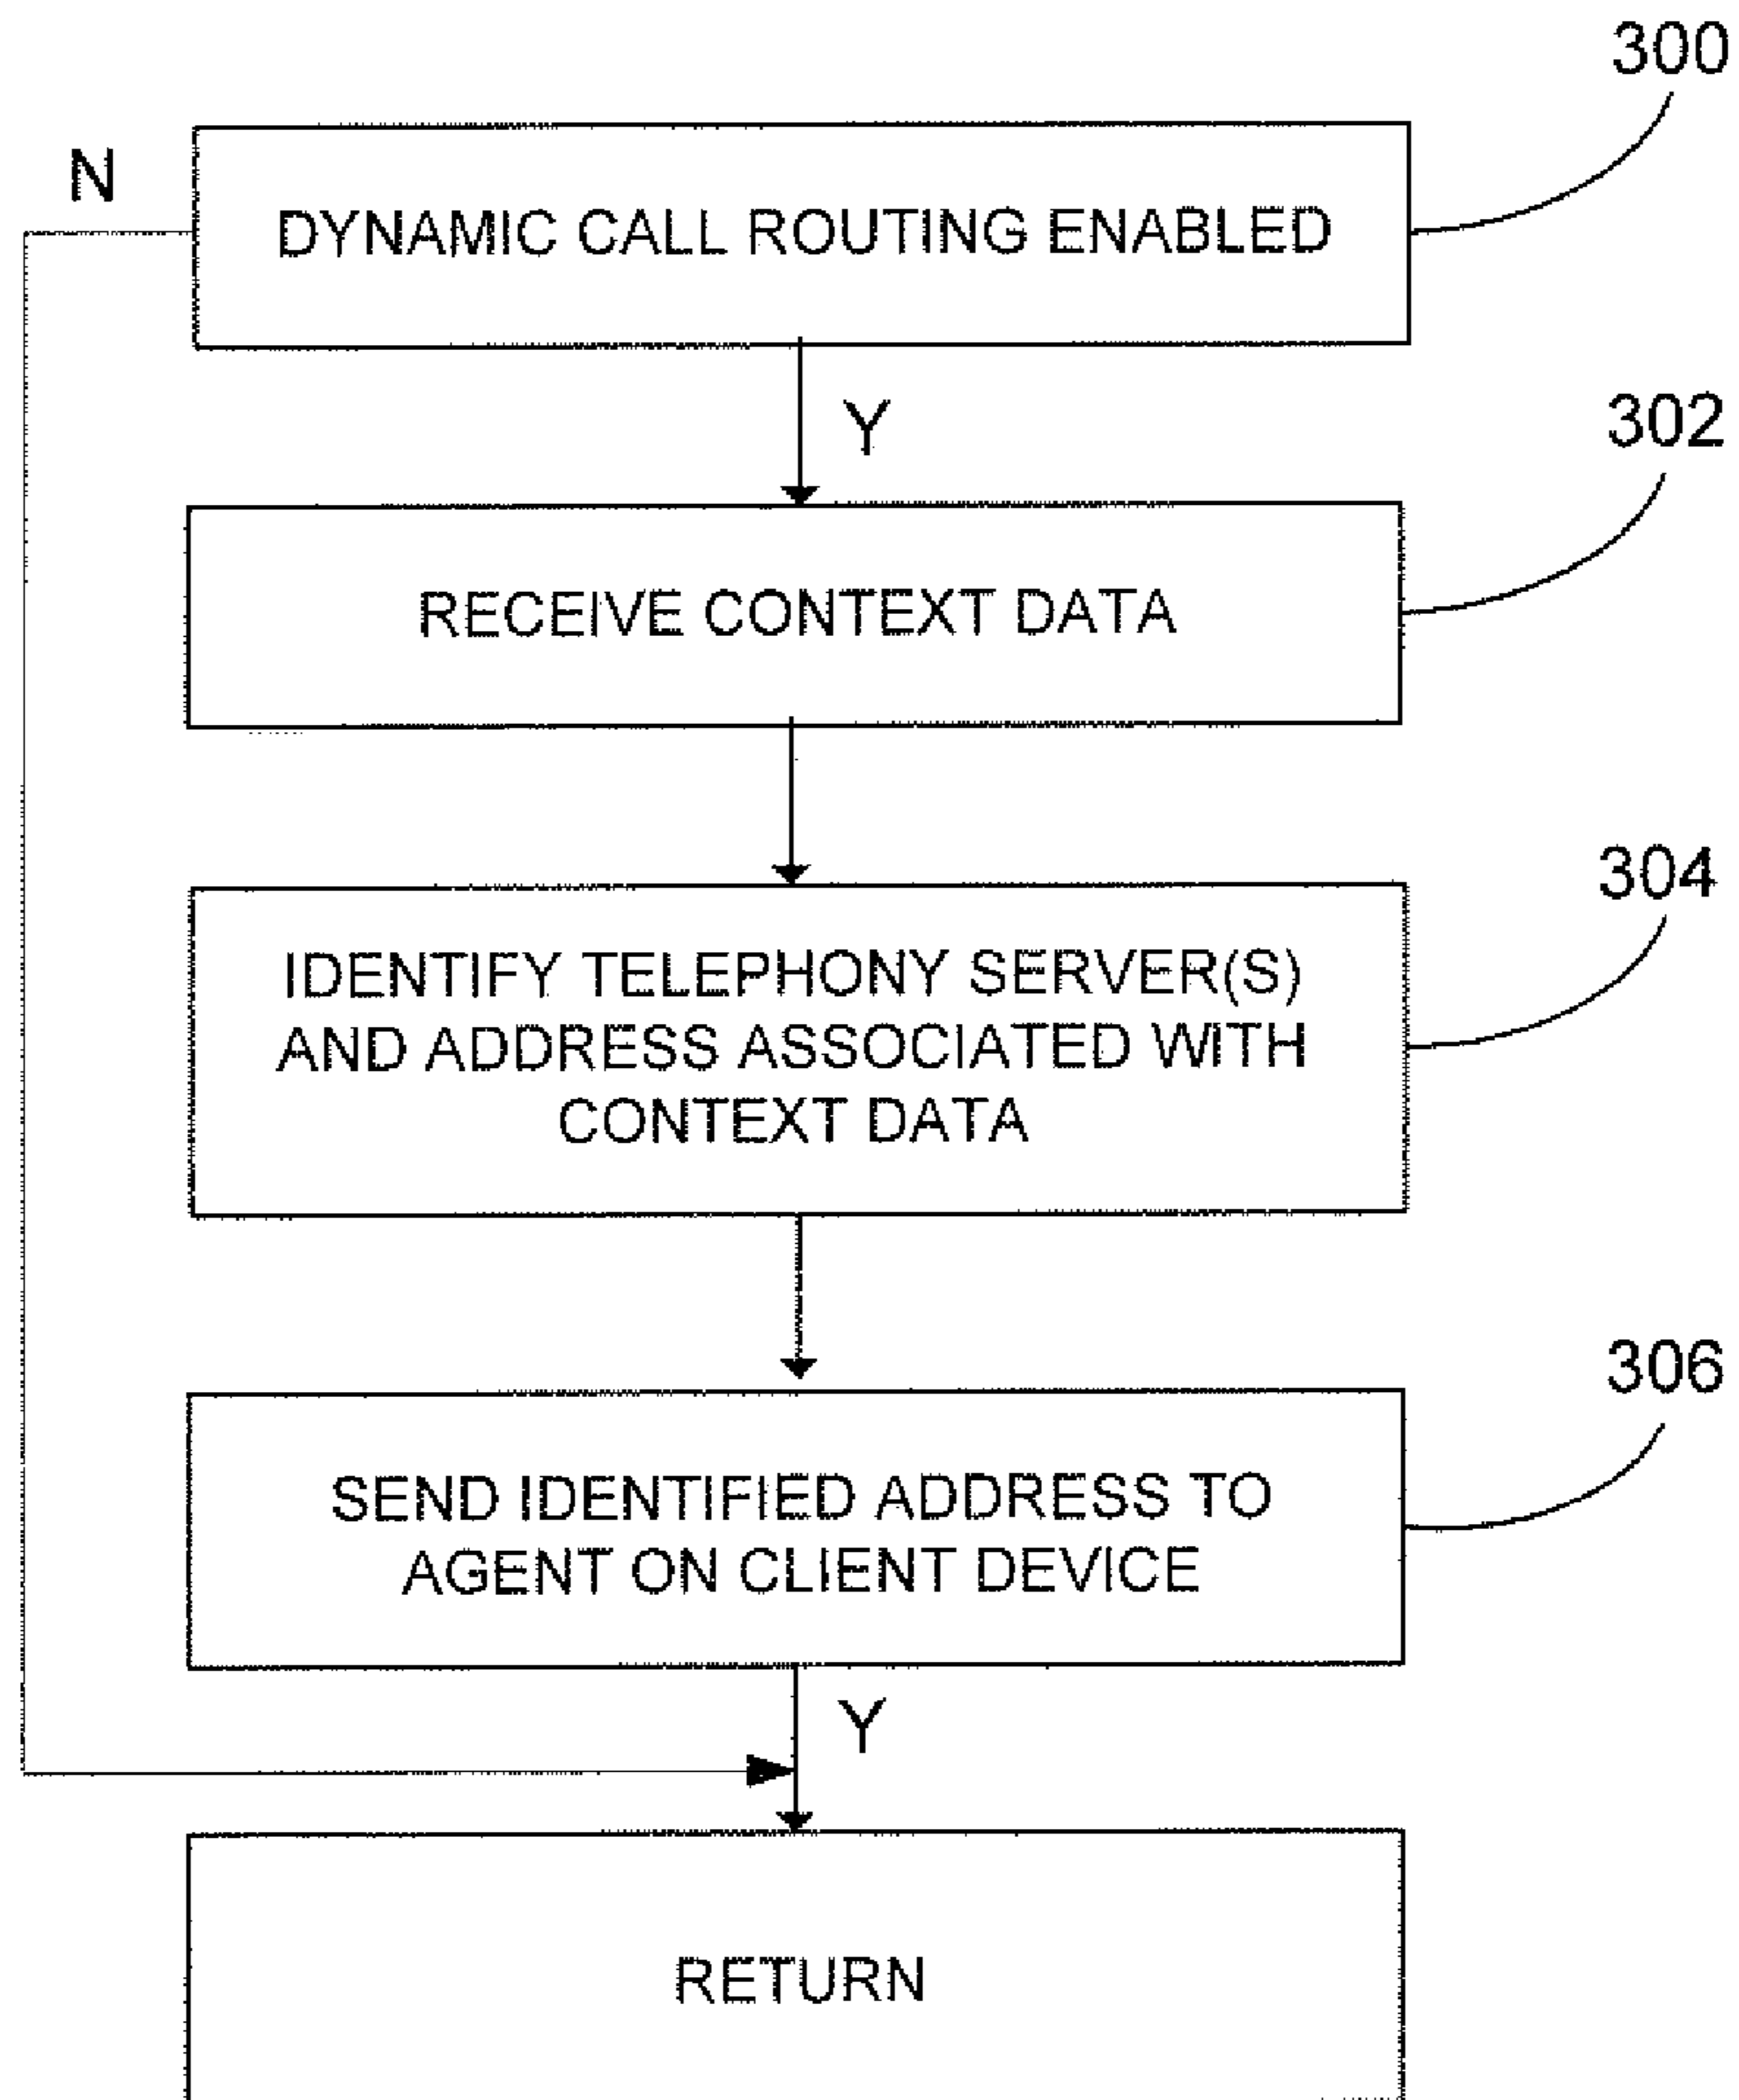 300
N
DYNAMIC CALL ROUTING ENABLED
Y
302
RECEIVE CONTEXT DATA
304
IDENTIFY TELEPHONY SERVER(S)
AND ADDRESS ASSOCIATED WITH
CONTEXT DATA
306
SEND IDENTIFIED ADDRESS TO
AGENT ON CLIENT DEVICE
Y
RETURN